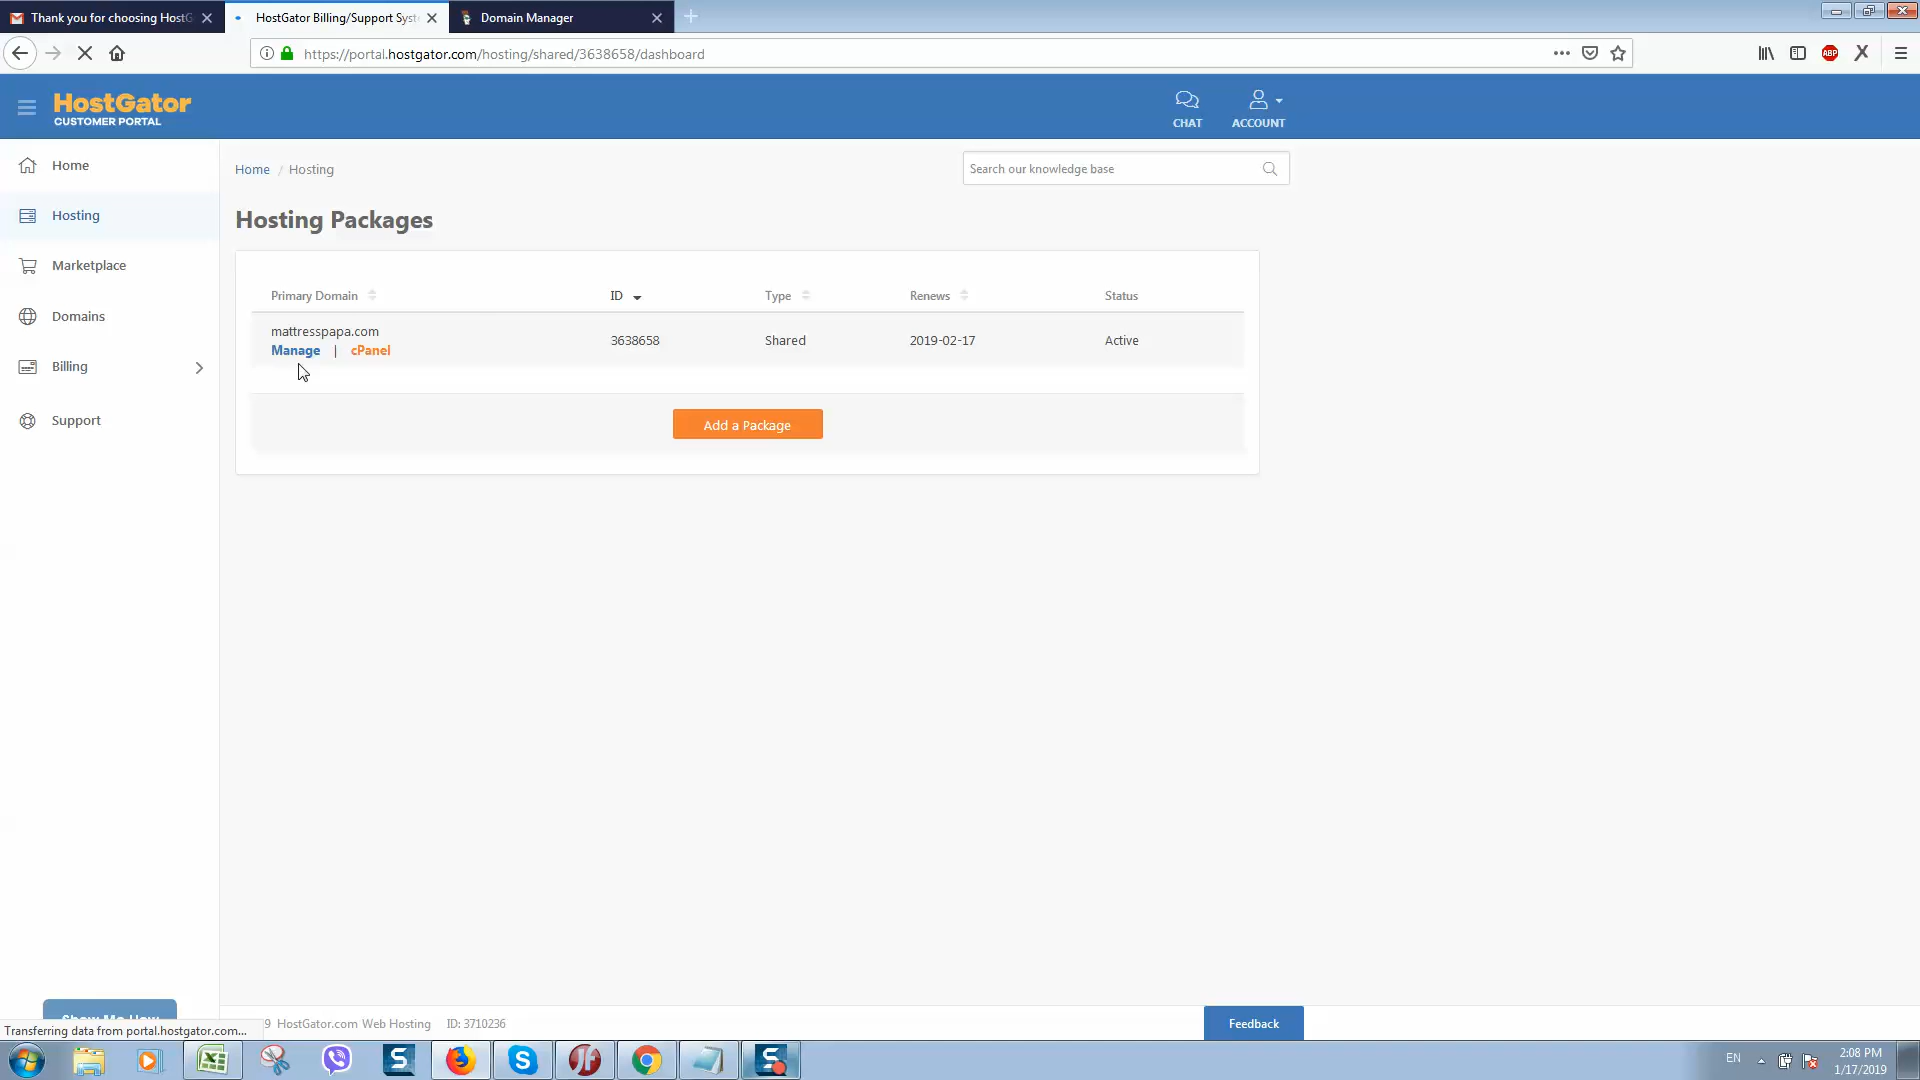 Thank you for choosing HostG
HostGator Billing/Support Syst
Domain Manager
https://portal.hostgator.com/hosting/shared/3638658/dashboard
ABP
HostGator
CUSTOMER PORTAL
CHAT
ACCOUNT
Home
Hosting
Marketplace
Domains
Billing
Support
Home / Hosting
Search our knowledge base
Hosting Packages
Primary Domain
ID
Type
Renews
Status
mattresspapa.com
Manage | cPanel
3638658
Shared
2019-02-17
Active
Add a Package
Show Me How
Transferring data from portal.hostgator.com...
9 HostGator.com Web Hosting
ID: 3710236
Feedback
EN
2:08 PM
1/17/2019